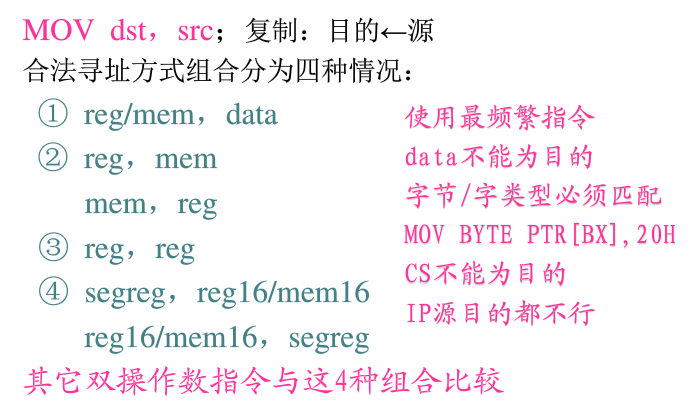 MOV dst，src；复制：目的←源
合法寻址方式组合分为四种情况：
① reg/mem，data
② reg，mem
mem，reg
③ reg，reg
④ segreg，reg16/mem16
reg16/mem16，segreg
使用最频繁指令
data不能为目的
字节/字类型必须匹配
MOV BYTE PTR[BX],20H
CS不能为目的
IP源目的都不行
其它双操作数指令与这4种组合比较